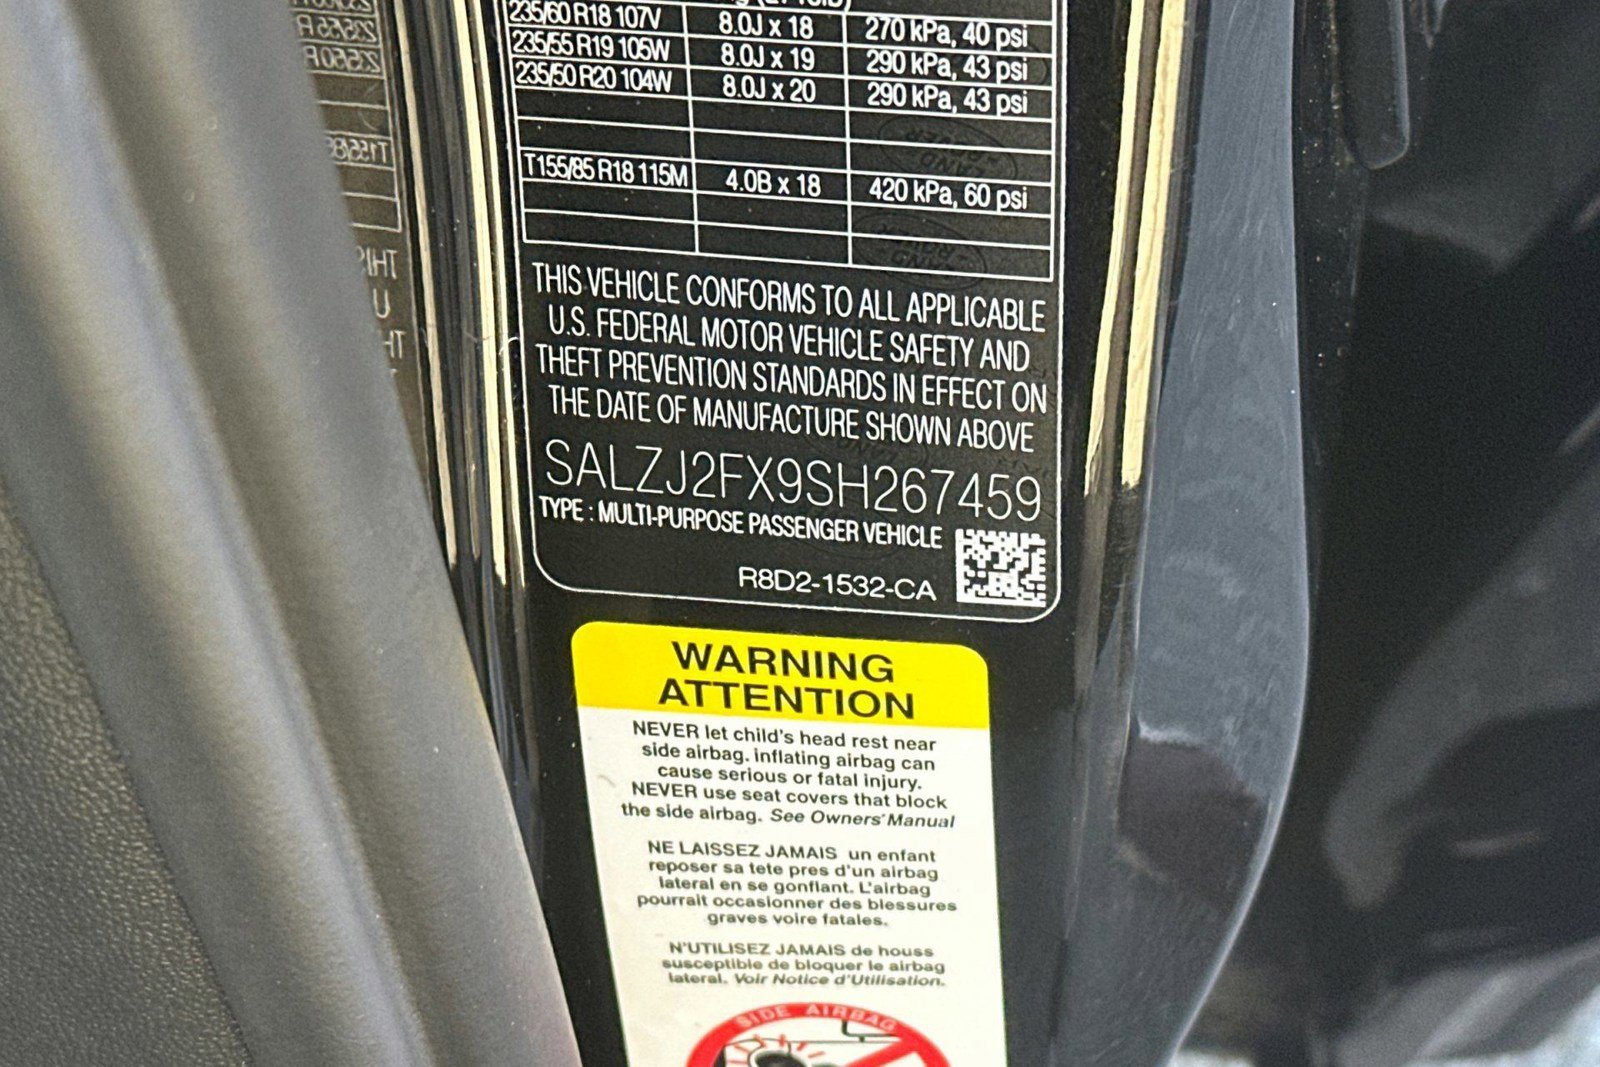 235/60 R18 107V 8.0J x 18 270 kPa, 40 psi
235/55 R19 105W 8.0J x 19 290 kPa, 43 psi
235/50 R20 104W 8.0J x 20 290 kPa, 43 psi
T155/85 R18 115M 4.0B x 18 420 kPa, 60 psi
THIS VEHICLE CONFORMS TO ALL APPLICABLE
U.S. FEDERAL MOTOR VEHICLE SAFETY AND
THEFT PREVENTION STANDARDS IN EFFECT ON
THE DATE OF MANUFACTURE SHOWN ABOVE
SALZJ2FX9SH267459
TYPE : MULTI-PURPOSE PASSENGER VEHICLE
R8D2-1532-CA
WARNING
ATTENTION
NEVER let child's head rest near
side airbag. inflating airbag can
cause serious or fatal injury.
NEVER use seat covers that block
the side airbag. See Owners' Manual
NE LAISSEZ JAMAIS un enfant
reposer sa tete pres d'un airbag
lateral en se gonflant. L'airbag
pourrait occasionner des blessures
graves voire fatales.
N'UTILISEZ JAMAIS de houss
susceptible de bloquer le airbag
lateral. Voir Notice d'Utilisation.
SIDE AIRBAG